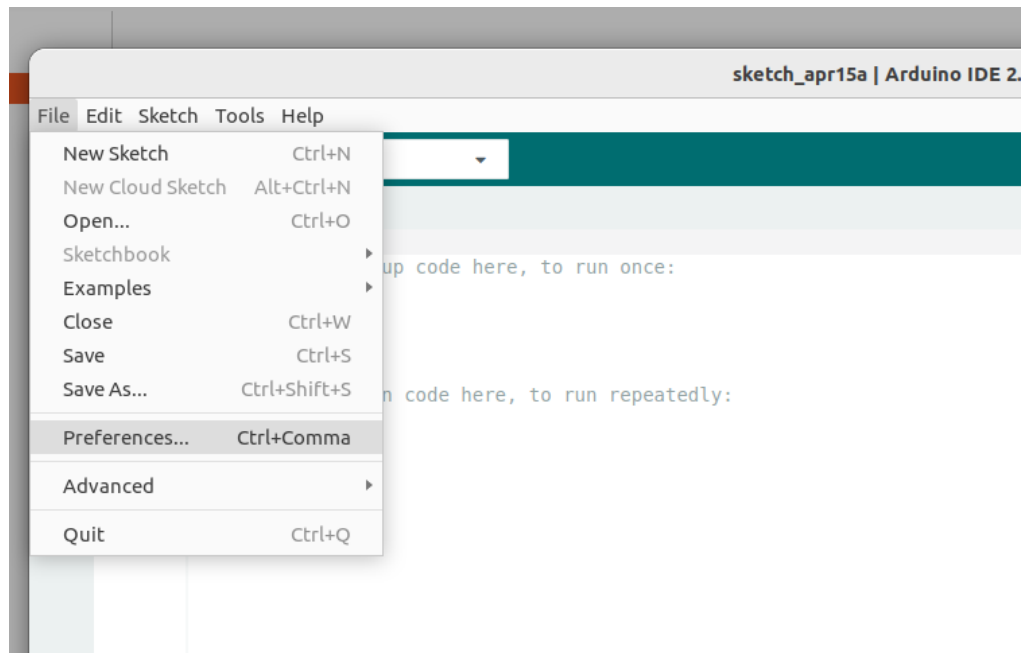 sketch_apr15a | Arduino IDE 2.
File Edit Sketch Tools Help
New Sketch Ctrl+N
New Cloud Sketch Alt+Ctrl+N
Open... Ctrl+O
Sketchbook
up code here, to run once:
Examples
Close Ctrl+W
Save Ctrl+S
Save As... Ctrl+Shift+S
n code here, to run repeatedly:
Preferences... Ctrl+Comma
Advanced
Quit Ctrl+Q